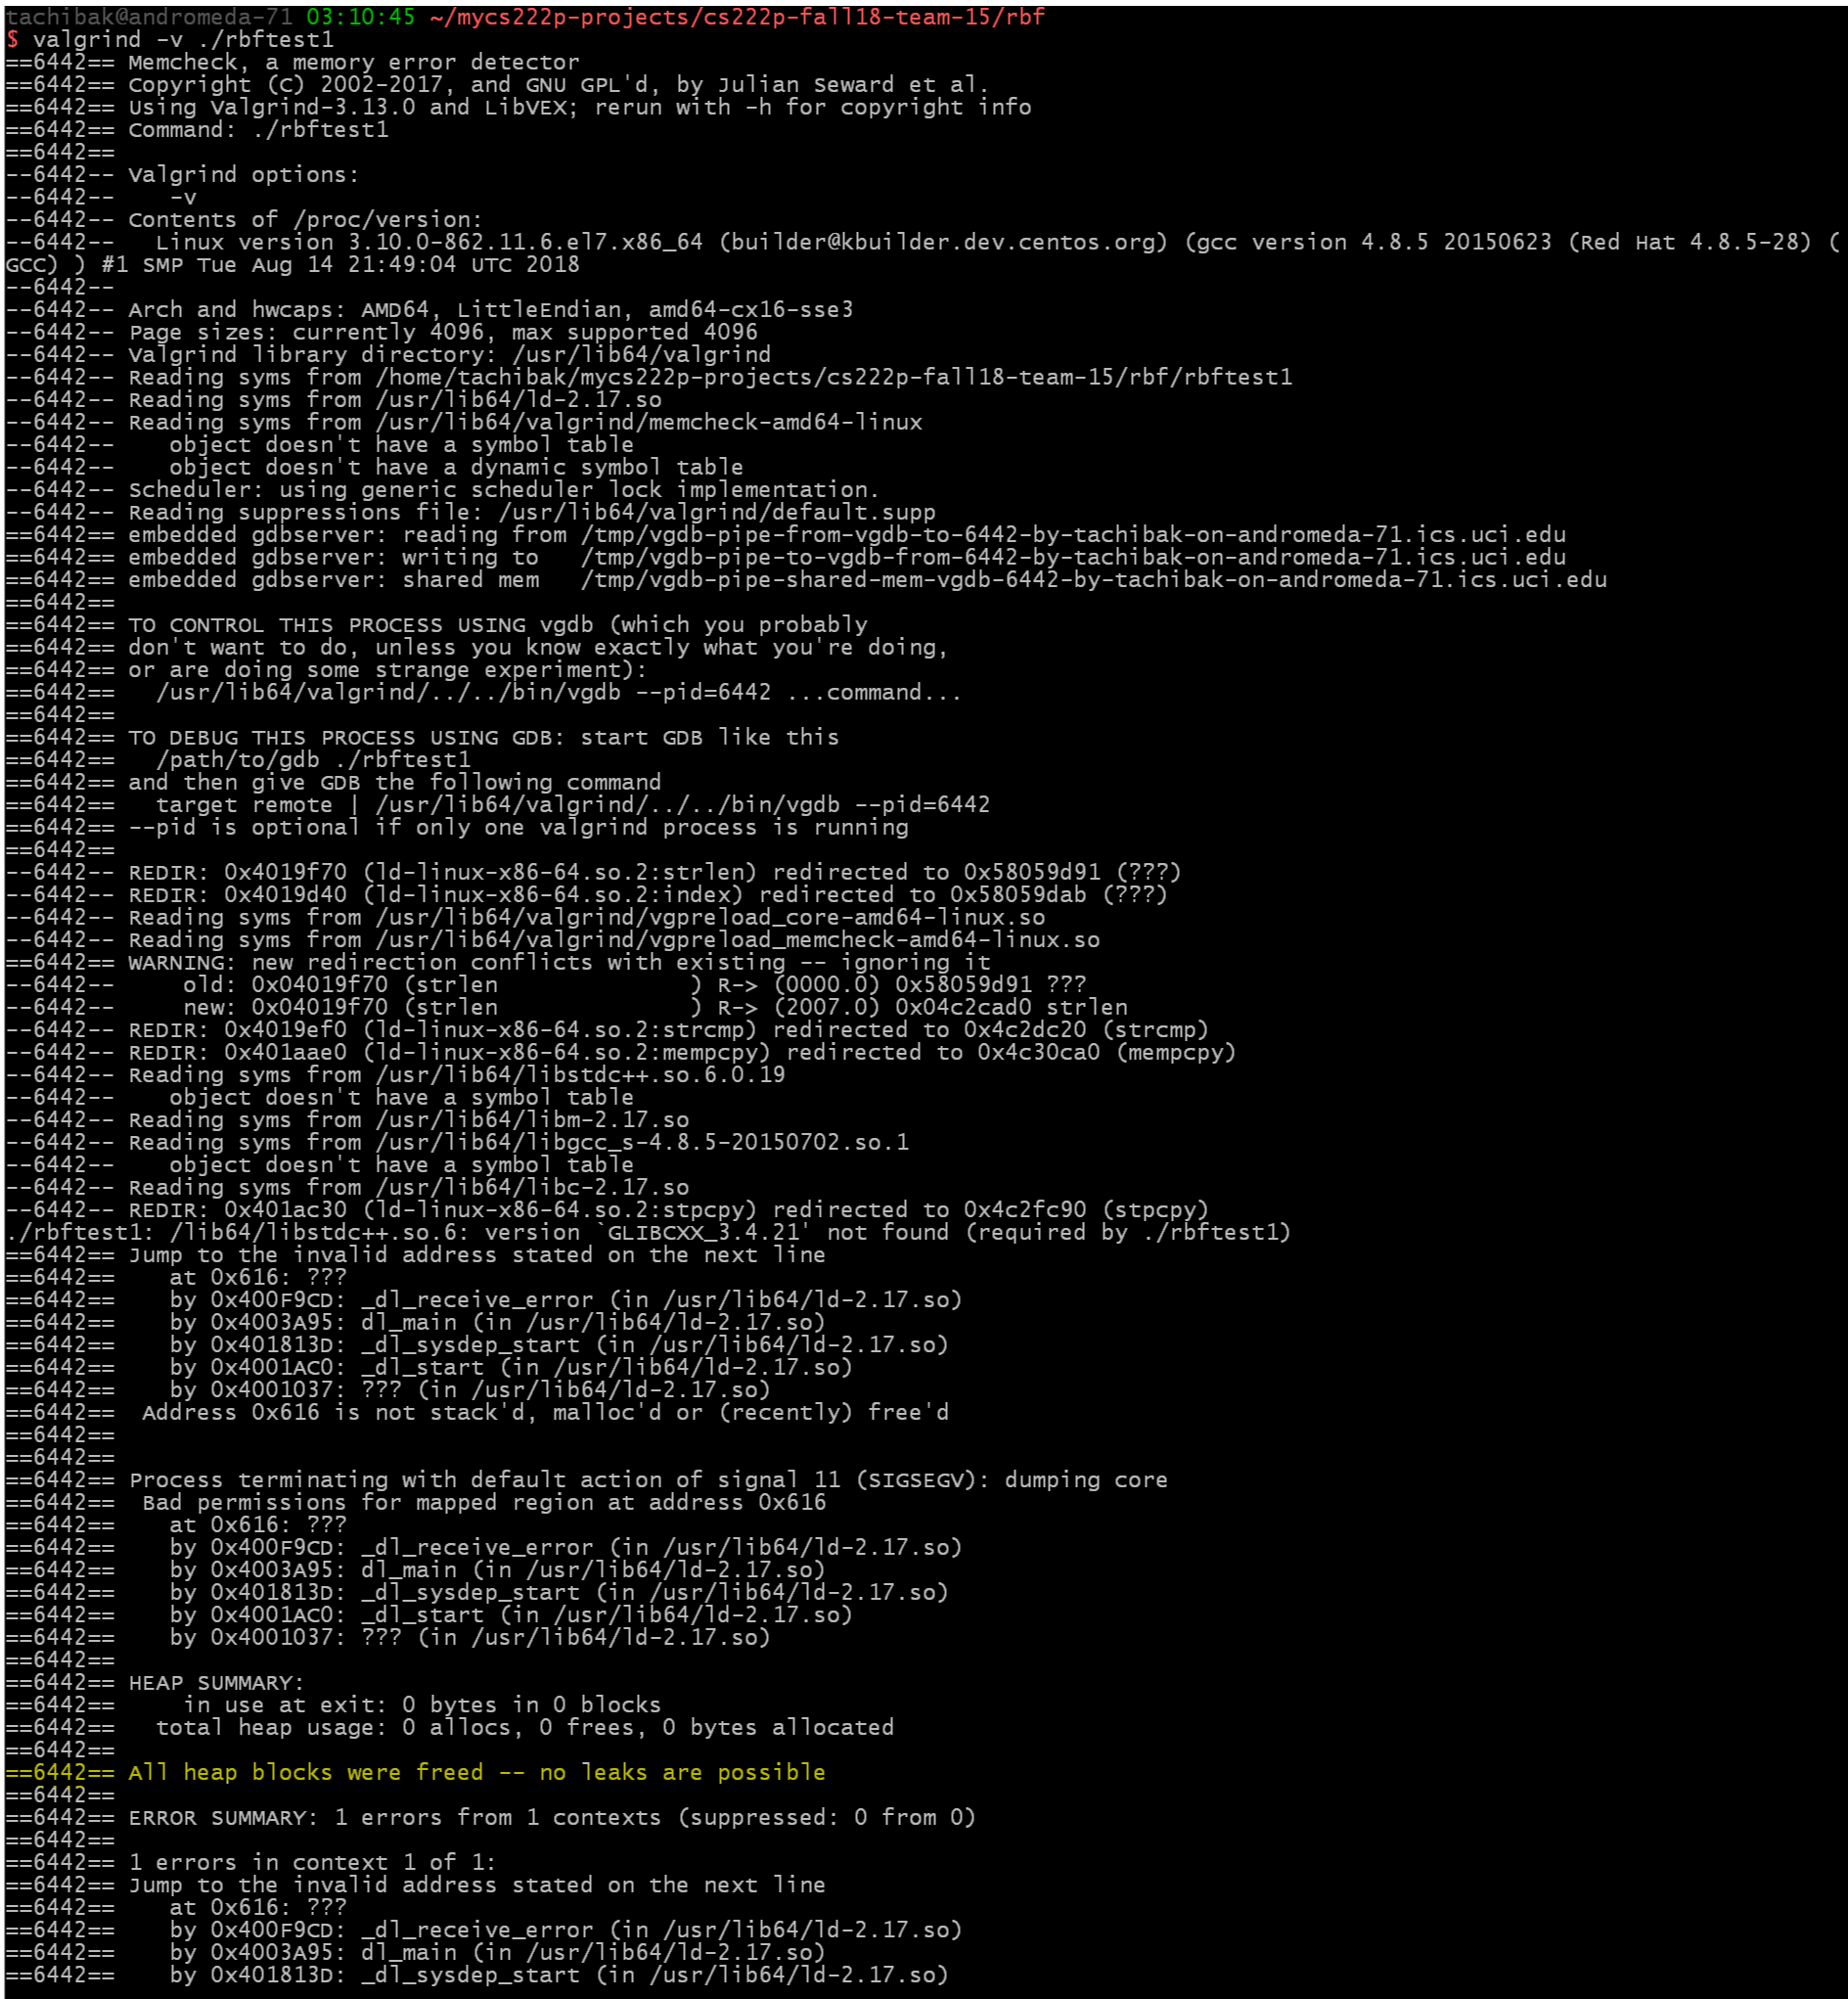 tachibak@andromeda-71 03:10:45 ~/mycs222p-projects/cs222p-fall18-team-15/rbf
$ valgrind -v ./rbftest1
==6442== Memcheck, a memory error detector
==6442== Copyright (C) 2002-2017, and GNU GPL'd, by Julian Seward et al.
==6442== Using Valgrind-3.13.0 and LibVEX; rerun with -h for copyright info
==6442== Command: ./rbftest1
==6442==
--6442-- Valgrind options:
--6442--    -v
--6442-- Contents of /proc/version:
--6442--   Linux version 3.10.0-862.11.6.el7.x86_64 (builder@kbuilder.dev.centos.org) (gcc version 4.8.5 20150623 (Red Hat 4.8.5-28) (
GCC) ) #1 SMP Tue Aug 14 21:49:04 UTC 2018
--6442--
--6442-- Arch and hwcaps: AMD64, LittleEndian, amd64-cx16-sse3
--6442-- Page sizes: currently 4096, max supported 4096
--6442-- Valgrind library directory: /usr/lib64/valgrind
--6442-- Reading syms from /home/tachibak/mycs222p-projects/cs222p-fall18-team-15/rbf/rbftest1
--6442-- Reading syms from /usr/lib64/ld-2.17.so
--6442-- Reading syms from /usr/lib64/valgrind/memcheck-amd64-linux
--6442--    object doesn't have a symbol table
--6442--    object doesn't have a dynamic symbol table
--6442-- Scheduler: using generic scheduler lock implementation.
--6442-- Reading suppressions file: /usr/lib64/valgrind/default.supp
==6442== embedded gdbserver: reading from /tmp/vgdb-pipe-from-vgdb-to-6442-by-tachibak-on-andromeda-71.ics.uci.edu
==6442== embedded gdbserver: writing to   /tmp/vgdb-pipe-to-vgdb-from-6442-by-tachibak-on-andromeda-71.ics.uci.edu
==6442== embedded gdbserver: shared mem   /tmp/vgdb-pipe-shared-mem-vgdb-6442-by-tachibak-on-andromeda-71.ics.uci.edu
==6442==
==6442== TO CONTROL THIS PROCESS USING vgdb (which you probably
==6442== don't want to do, unless you know exactly what you're doing,
==6442== or are doing some strange experiment):
==6442==   /usr/lib64/valgrind/../../bin/vgdb --pid=6442 ...command...
==6442==
==6442== TO DEBUG THIS PROCESS USING GDB: start GDB like this
==6442==   /path/to/gdb ./rbftest1
==6442== and then give GDB the following command
==6442==   target remote | /usr/lib64/valgrind/../../bin/vgdb --pid=6442
==6442== --pid is optional if only one valgrind process is running
==6442==
--6442-- REDIR: 0x4019f70 (ld-linux-x86-64.so.2:strlen) redirected to 0x58059d91 (???)
--6442-- REDIR: 0x4019d40 (ld-linux-x86-64.so.2:index) redirected to 0x58059dab (???)
--6442-- Reading syms from /usr/lib64/valgrind/vgpreload_core-amd64-linux.so
--6442-- Reading syms from /usr/lib64/valgrind/vgpreload_memcheck-amd64-linux.so
==6442== WARNING: new redirection conflicts with existing -- ignoring it
--6442--     old: 0x04019f70 (strlen              ) R-> (0000.0) 0x58059d91 ???
--6442--     new: 0x04019f70 (strlen              ) R-> (2007.0) 0x04c2cad0 strlen
--6442-- REDIR: 0x4019ef0 (ld-linux-x86-64.so.2:strcmp) redirected to 0x4c2dc20 (strcmp)
--6442-- REDIR: 0x401aae0 (ld-linux-x86-64.so.2:mempcpy) redirected to 0x4c30ca0 (mempcpy)
--6442-- Reading syms from /usr/lib64/libstdc++.so.6.0.19
--6442--    object doesn't have a symbol table
--6442-- Reading syms from /usr/lib64/libm-2.17.so
--6442-- Reading syms from /usr/lib64/libgcc_s-4.8.5-20150702.so.1
--6442--    object doesn't have a symbol table
--6442-- Reading syms from /usr/lib64/libc-2.17.so
--6442-- REDIR: 0x401ac30 (ld-linux-x86-64.so.2:stpcpy) redirected to 0x4c2fc90 (stpcpy)
./rbftest1: /lib64/libstdc++.so.6: version `GLIBCXX_3.4.21' not found (required by ./rbftest1)
==6442== Jump to the invalid address stated on the next line
==6442==    at 0x616: ???
==6442==    by 0x400F9CD: _dl_receive_error (in /usr/lib64/ld-2.17.so)
==6442==    by 0x4003A95: dl_main (in /usr/lib64/ld-2.17.so)
==6442==    by 0x401813D: _dl_sysdep_start (in /usr/lib64/ld-2.17.so)
==6442==    by 0x4001AC0: _dl_start (in /usr/lib64/ld-2.17.so)
==6442==    by 0x4001037: ??? (in /usr/lib64/ld-2.17.so)
==6442==  Address 0x616 is not stack'd, malloc'd or (recently) free'd
==6442==
==6442==
==6442== Process terminating with default action of signal 11 (SIGSEGV): dumping core
==6442==  Bad permissions for mapped region at address 0x616
==6442==    at 0x616: ???
==6442==    by 0x400F9CD: _dl_receive_error (in /usr/lib64/ld-2.17.so)
==6442==    by 0x4003A95: dl_main (in /usr/lib64/ld-2.17.so)
==6442==    by 0x401813D: _dl_sysdep_start (in /usr/lib64/ld-2.17.so)
==6442==    by 0x4001AC0: _dl_start (in /usr/lib64/ld-2.17.so)
==6442==    by 0x4001037: ??? (in /usr/lib64/ld-2.17.so)
==6442==
==6442== HEAP SUMMARY:
==6442==     in use at exit: 0 bytes in 0 blocks
==6442==   total heap usage: 0 allocs, 0 frees, 0 bytes allocated
==6442==
==6442== All heap blocks were freed -- no leaks are possible
==6442==
==6442== ERROR SUMMARY: 1 errors from 1 contexts (suppressed: 0 from 0)
==6442==
==6442== 1 errors in context 1 of 1:
==6442== Jump to the invalid address stated on the next line
==6442==    at 0x616: ???
==6442==    by 0x400F9CD: _dl_receive_error (in /usr/lib64/ld-2.17.so)
==6442==    by 0x4003A95: dl_main (in /usr/lib64/ld-2.17.so)
==6442==    by 0x401813D: _dl_sysdep_start (in /usr/lib64/ld-2.17.so)